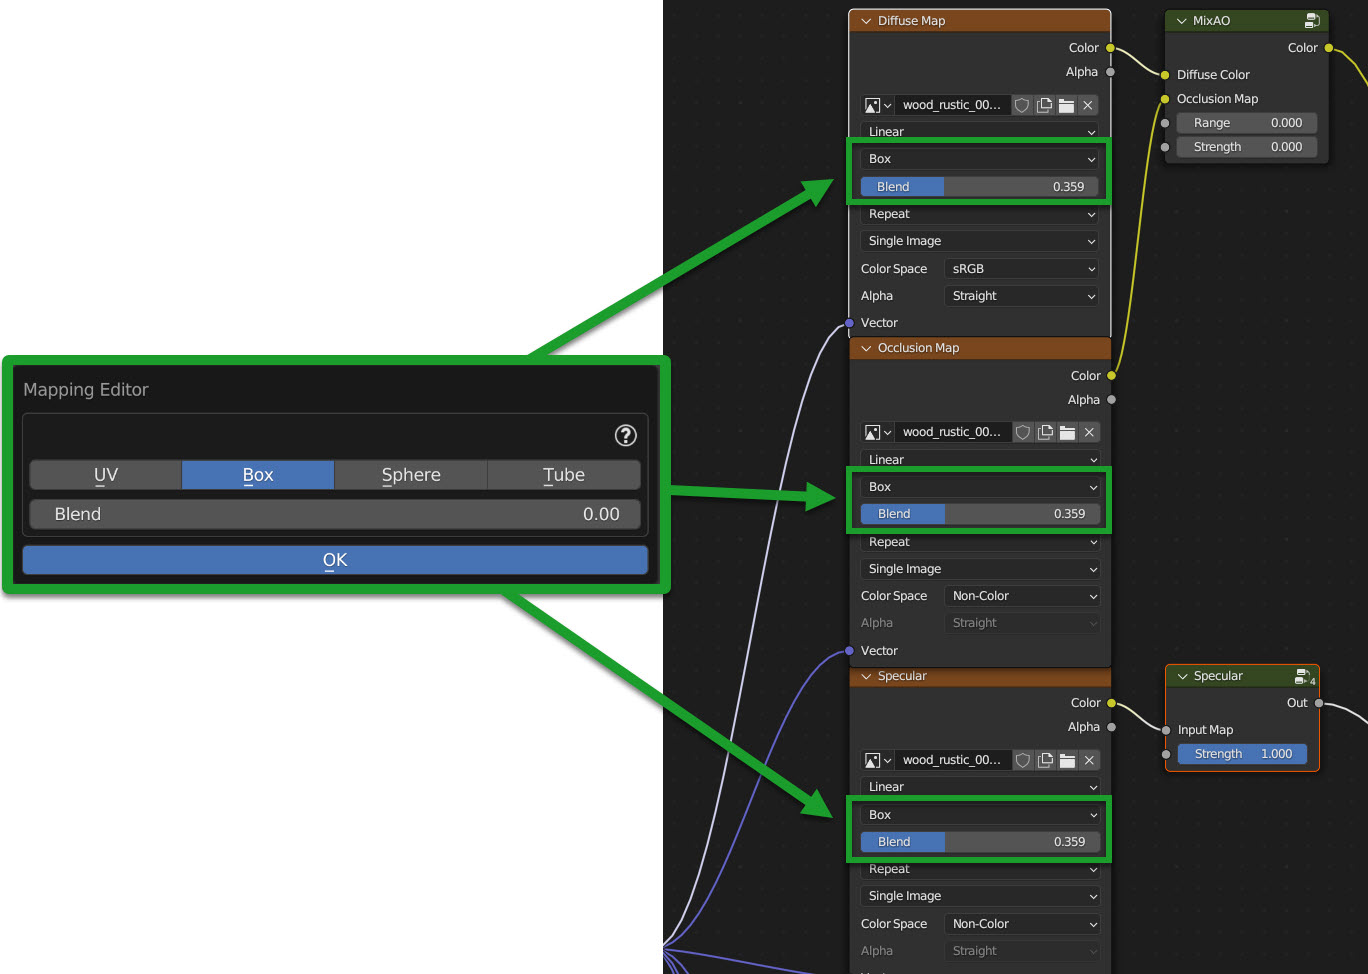 Mapping Editor
?
UV Box Sphere Tube
Blend 0.00
OK
Diffuse Map
Color
Alpha
wood_rustic_00...
Linear
Box
Blend 0.359
Repeat
Single Image
Color Space sRGB
Alpha Straight
Vector
Occlusion Map
Color
Alpha
wood_rustic_00...
Linear
Box
Blend 0.359
Repeat
Single Image
Color Space Non-Color
Alpha Straight
Vector
Specular
Color
Alpha
wood_rustic_00...
Linear
Box
Blend 0.359
Repeat
Single Image
Color Space Non-Color
Alpha Straight
MixAO
Color
Diffuse Color
Occlusion Map
Range 0.000
Strength 0.000
Specular 4
Out
Input Map
Strength 1.000